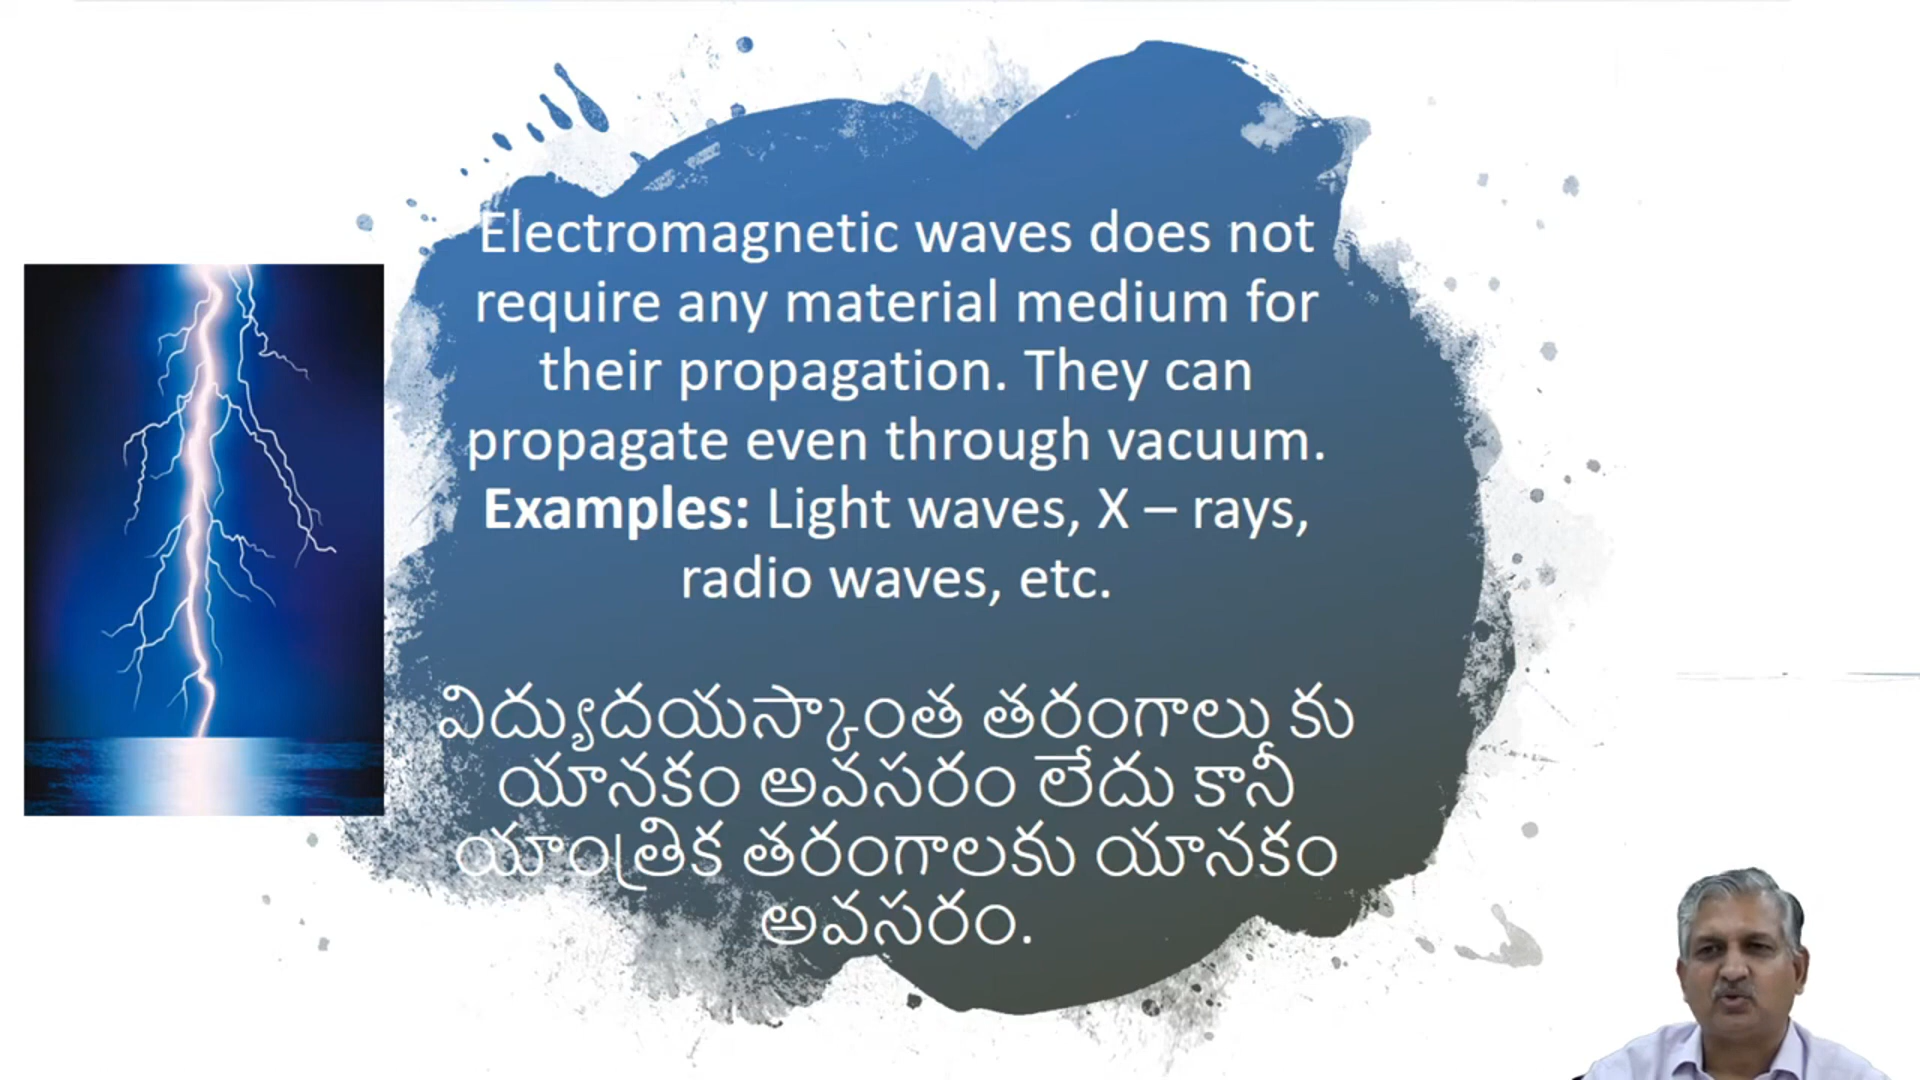 Electromagnetic waves does not
require any material medium for
their propagation. They can
propagate even through vacuum.
Examples: Light waves, X – rays,
radio waves, etc.
విద్యుదయస్కాంత తరంగాలు కు
యానకం అవసరం లేదు కానీ
యాంత్రిక తరంగాలకు యానకం
అవసరం.